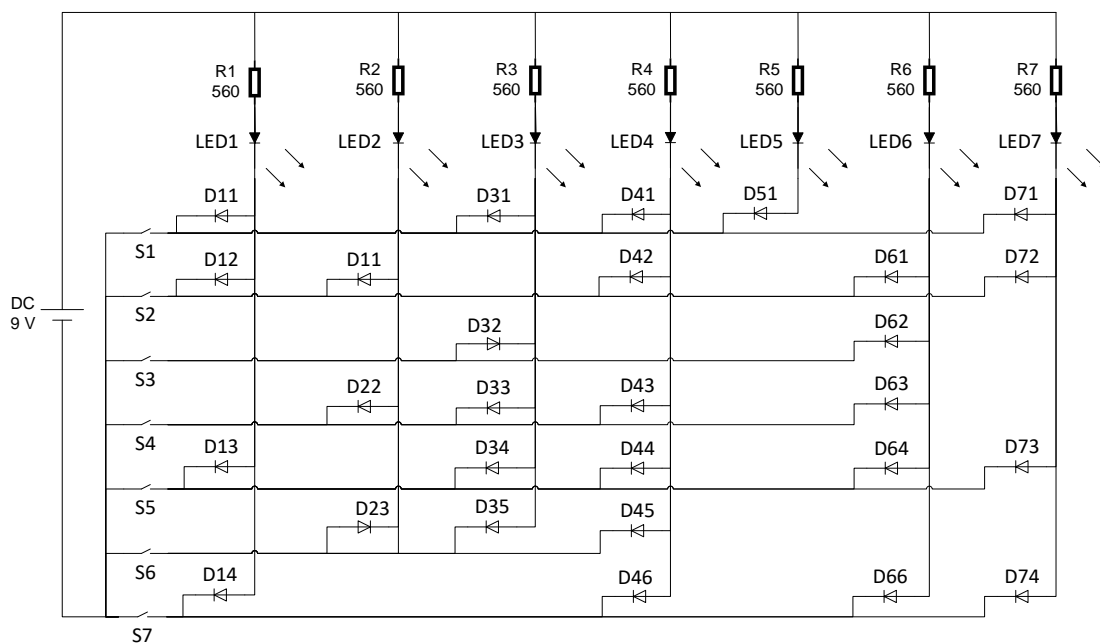 R1
560
R2
560
R3
560
R4
560
R5
560
R6
560
R7
560
LED1
LED2
LED3
LED4
LED5
LED6
LED7
D11
D31
D41
D51
D71
S1
D12
D11
D42
D61
D72
DC
9 V
S2
D32
D62
S3
D22
D33
D43
D63
S4
D13
D34
D44
D64
D73
S5
D23
D35
D45
S6
D14
D46
D66
D74
S7